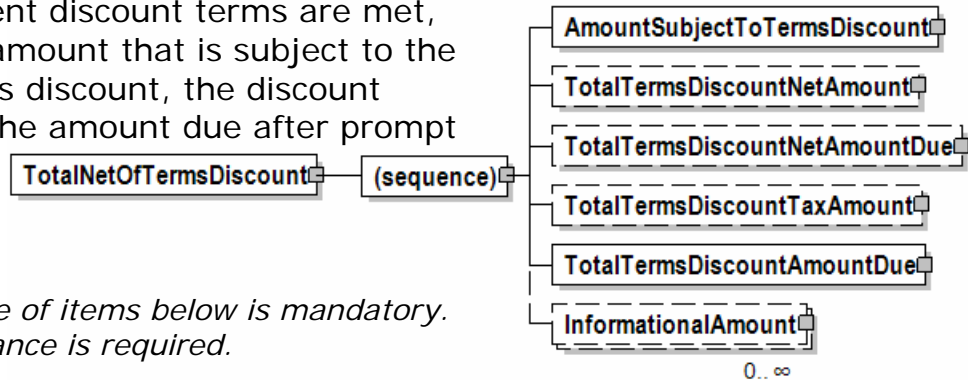 ent discount terms are met,
amount that is subject to the
s discount, the discount
he amount due after prompt
TotalNetOfTermsDiscount
(sequence)
AmountSubjectToTermsDiscount
TotalTermsDiscountNetAmount
TotalTermsDiscountNetAmountDue
TotalTermsDiscountTaxAmount
TotalTermsDiscountAmountDue
InformationalAmount
0..∞
e of items below is mandatory.
ance is required.